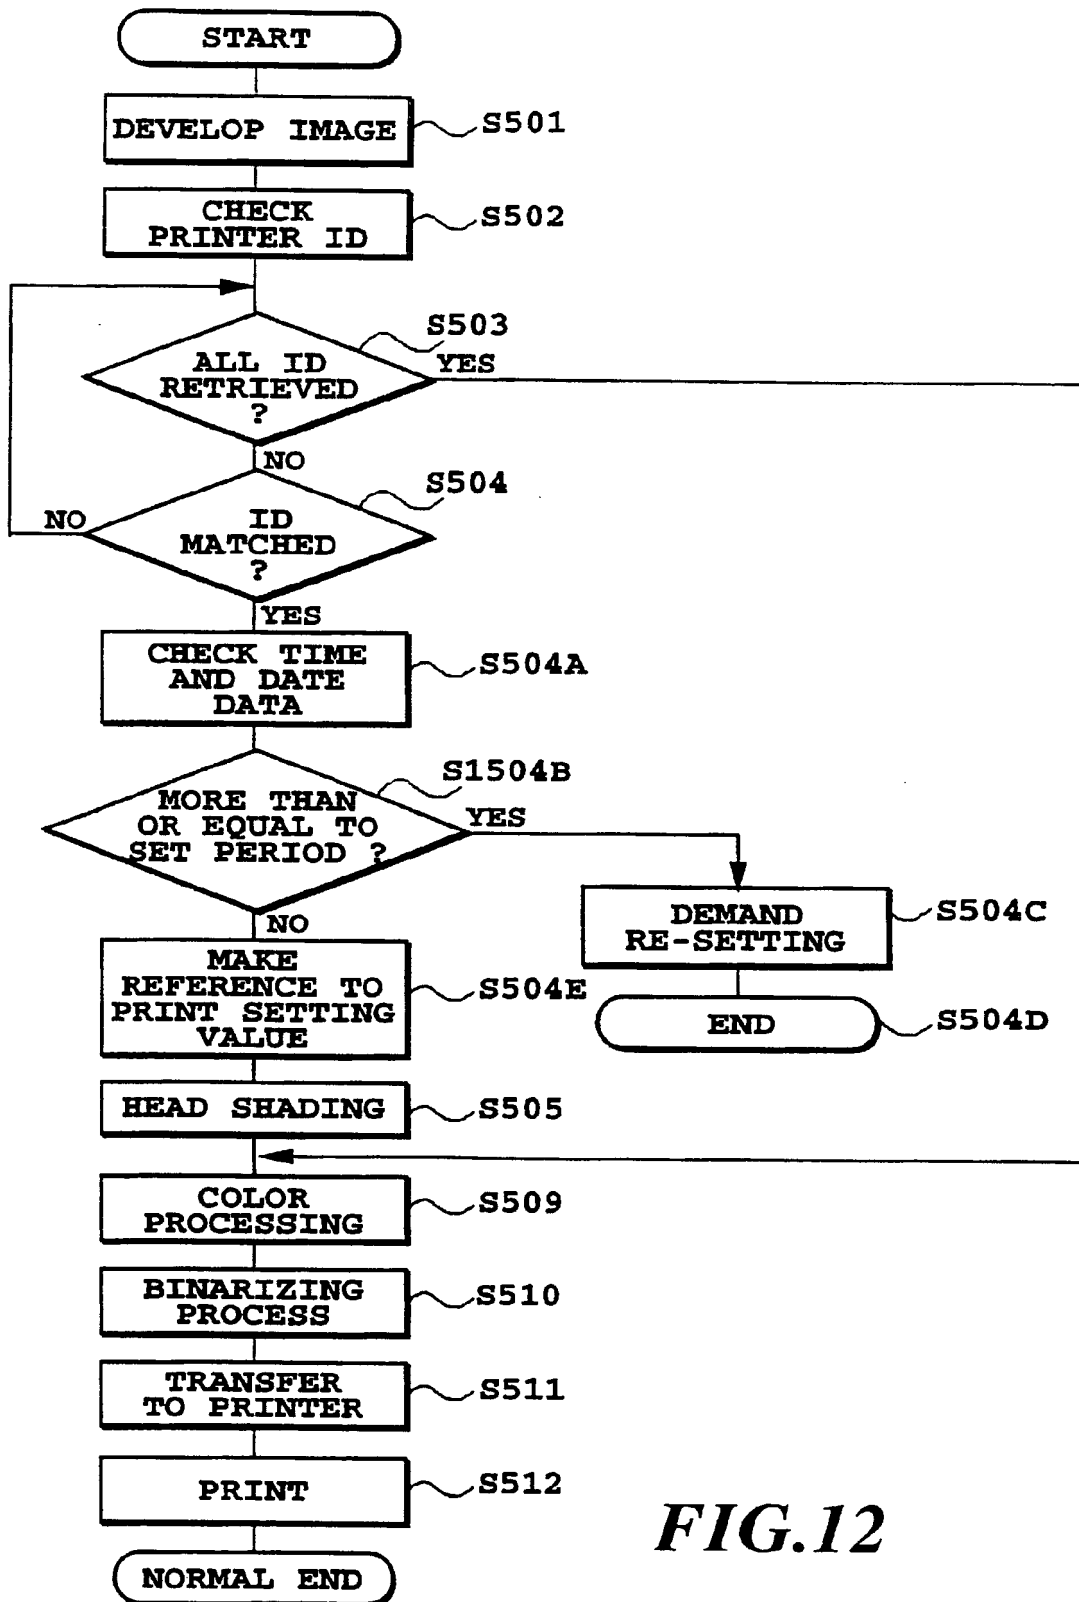 START
DEVELOP IMAGE
S501
CHECK
PRINTER ID
S502
S503
ALL ID
RETRIEVED
?
YES
NO
S504
NO
ID
MATCHED
?
YES
CHECK TIME
AND DATE
DATA
S504A
S1504B
MORE THAN
OR EQUAL TO
SET PERIOD ?
YES
DEMAND
RE-SETTING
S504C
NO
MAKE
REFERENCE TO
PRINT SETTING
VALUE
S504E
END
S504D
HEAD SHADING
S505
COLOR
PROCESSING
S509
BINARIZING
PROCESS
S510
TRANSFER
TO PRINTER
S511
PRINT
S512
NORMAL END
FIG.12